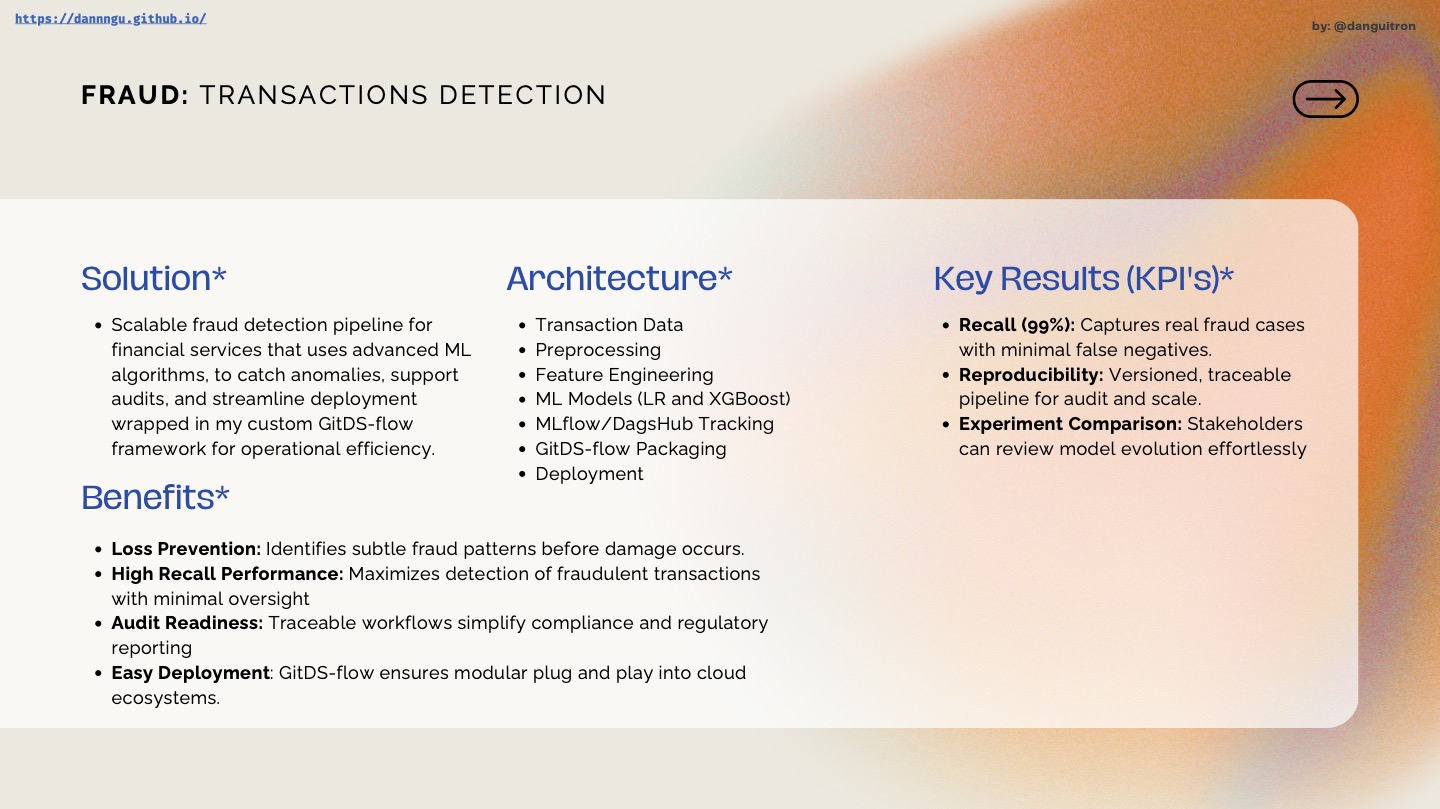 https://dannngu.github.io/
by: @danguitron
FRAUD: TRANSACTIONS DETECTION
Solution*
Scalable fraud detection pipeline for
financial services that uses advanced ML
algorithms, to catch anomalies, support
audits, and streamline deployment
wrapped in my custom GitDS-flow
framework for operational efficiency.
Architecture*
Transaction Data
Preprocessing
Feature Engineering
ML Models (LR and XGBoost)
MLflow/DagsHub Tracking
GitDS-flow Packaging
Deployment
Key Results (KPI's)*
Recall (99%): Captures real fraud cases
with minimal false negatives.
Reproducibility: Versioned, traceable
pipeline for audit and scale.
Experiment Comparison: Stakeholders
can review model evolution effortlessly
Benefits*
Loss Prevention: Identifies subtle fraud patterns before damage occurs.
High Recall Performance: Maximizes detection of fraudulent transactions
with minimal oversight
Audit Readiness: Traceable workflows simplify compliance and regulatory
reporting
Easy Deployment: GitDS-flow ensures modular plug and play into cloud
ecosystems.